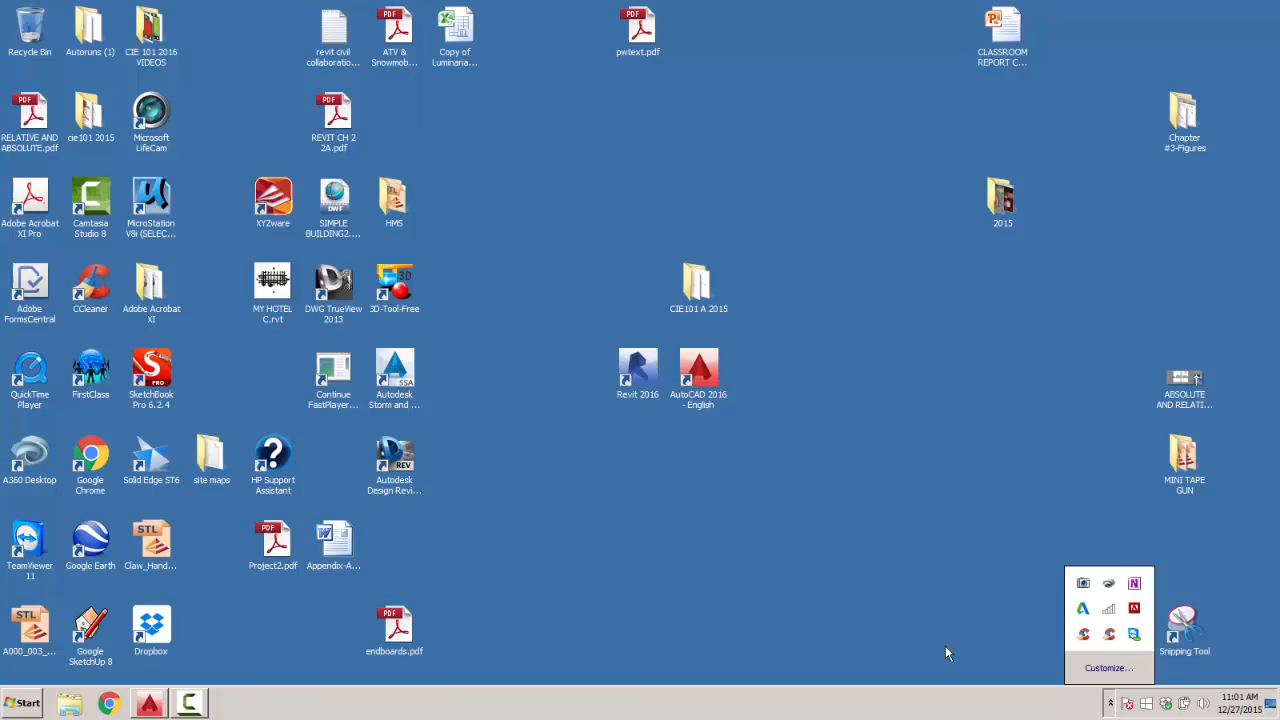 Recycle Bin
Autoruns (1)
CIE 101 2016
VIDEOS
revit civil
collaboratio...
ATV &
Snowmob...
Copy of
Luminaria...
pwtext.pdf
CLASSROOM
REPORT C...
RELATIVE AND
ABSOLUTE.pdf
cie101 2015
Microsoft
LifeCam
REVIT CH 2
2A.pdf
Chapter
#3-Figures
Adobe Acrobat
XI Pro
Camtasia
Studio 8
MicroStation
V8i (SELEC...
XYZware
SIMPLE
BUILDING2....
HMS
2015
Adobe
FormsCentral
CCleaner
Adobe Acrobat
XI
MY HOTEL
C.rvt
DWG TrueView
2013
3D-Tool-Free
CIE101 A 2015
QuickTime
Player
FirstClass
SketchBook
Pro 6.2.4
Continue
FastPlayer...
Autodesk
Storm and ...
Revit 2016
AutoCAD 2016
- English
ABSOLUTE
AND RELATI...
A360 Desktop
Google
Chrome
Solid Edge ST6
site maps
HP Support
Assistant
Autodesk
Design Revi...
MINI TAPE
GUN
TeamViewer
11
Google Earth
Claw_Hand...
Project2.pdf
Appendix-A...
A000_003_...
Google
SketchUp 8
Dropbox
endboards.pdf
Snipping Tool
Customize...
Start
11:01 AM
12/27/2015